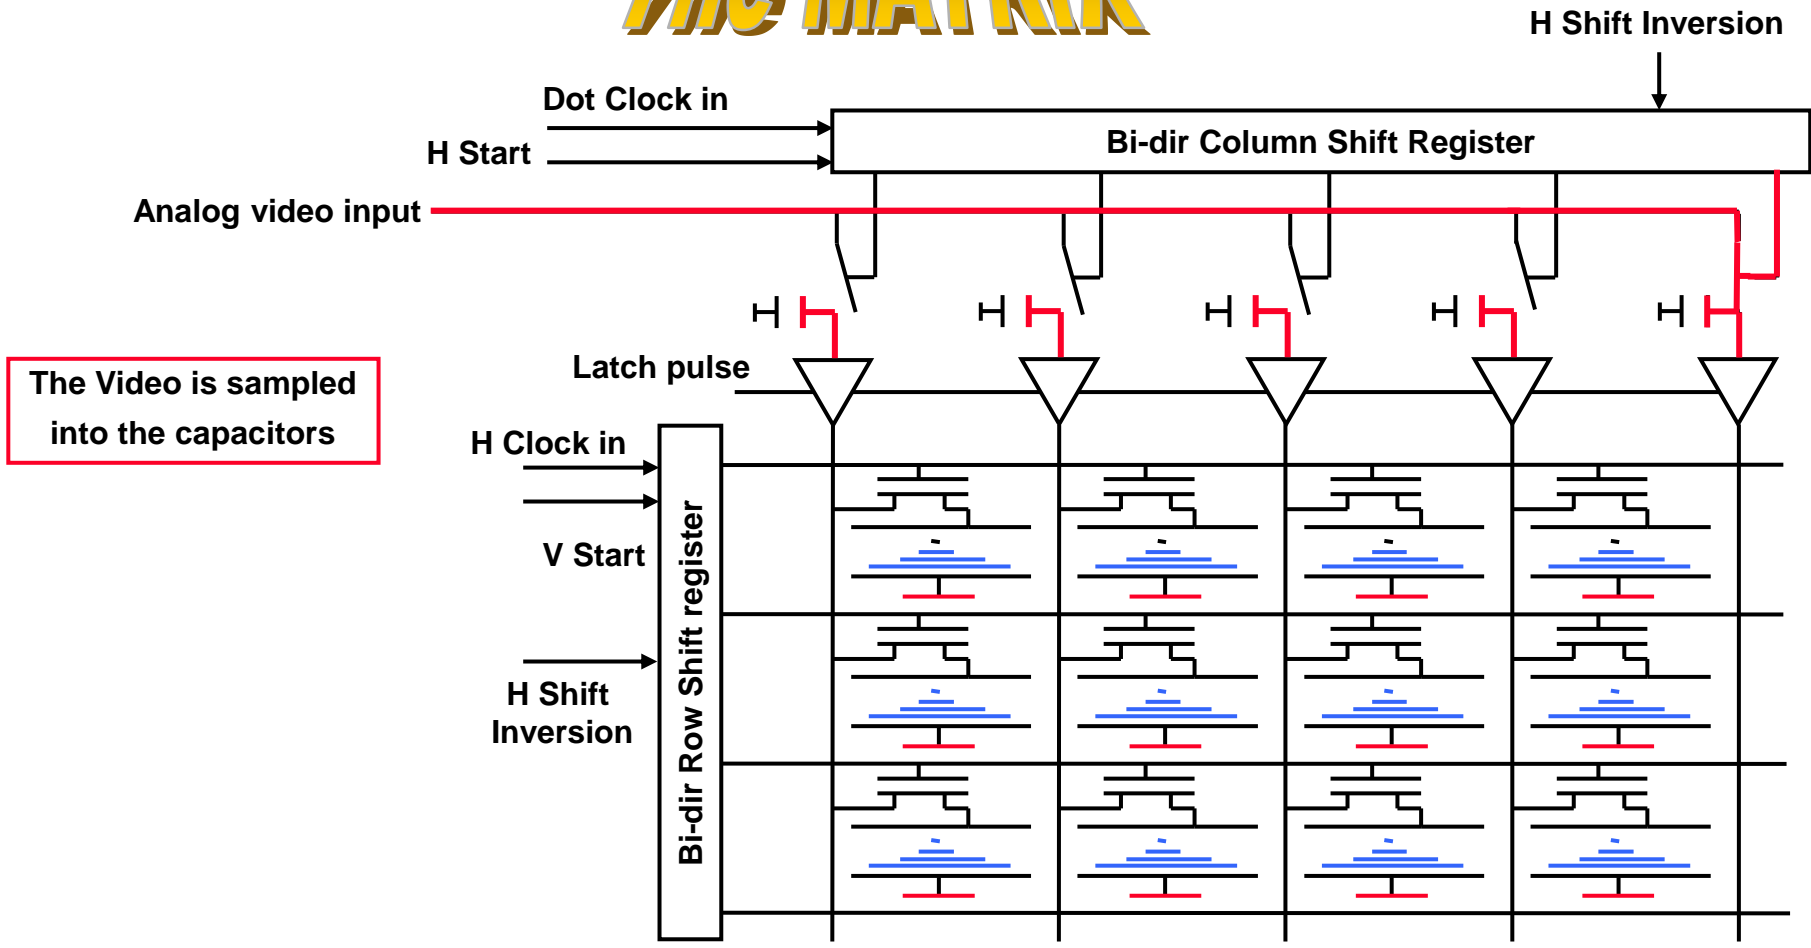 MATRIX
H Shift Inversion
Dot Clock in
Bi-dir Column Shift Register
H Start
Analog video input
Latch pulse
The Video is sampled
into the capacitors
H Clock in
V Start
Bi-dir Row Shift register
H Shift
Inversion